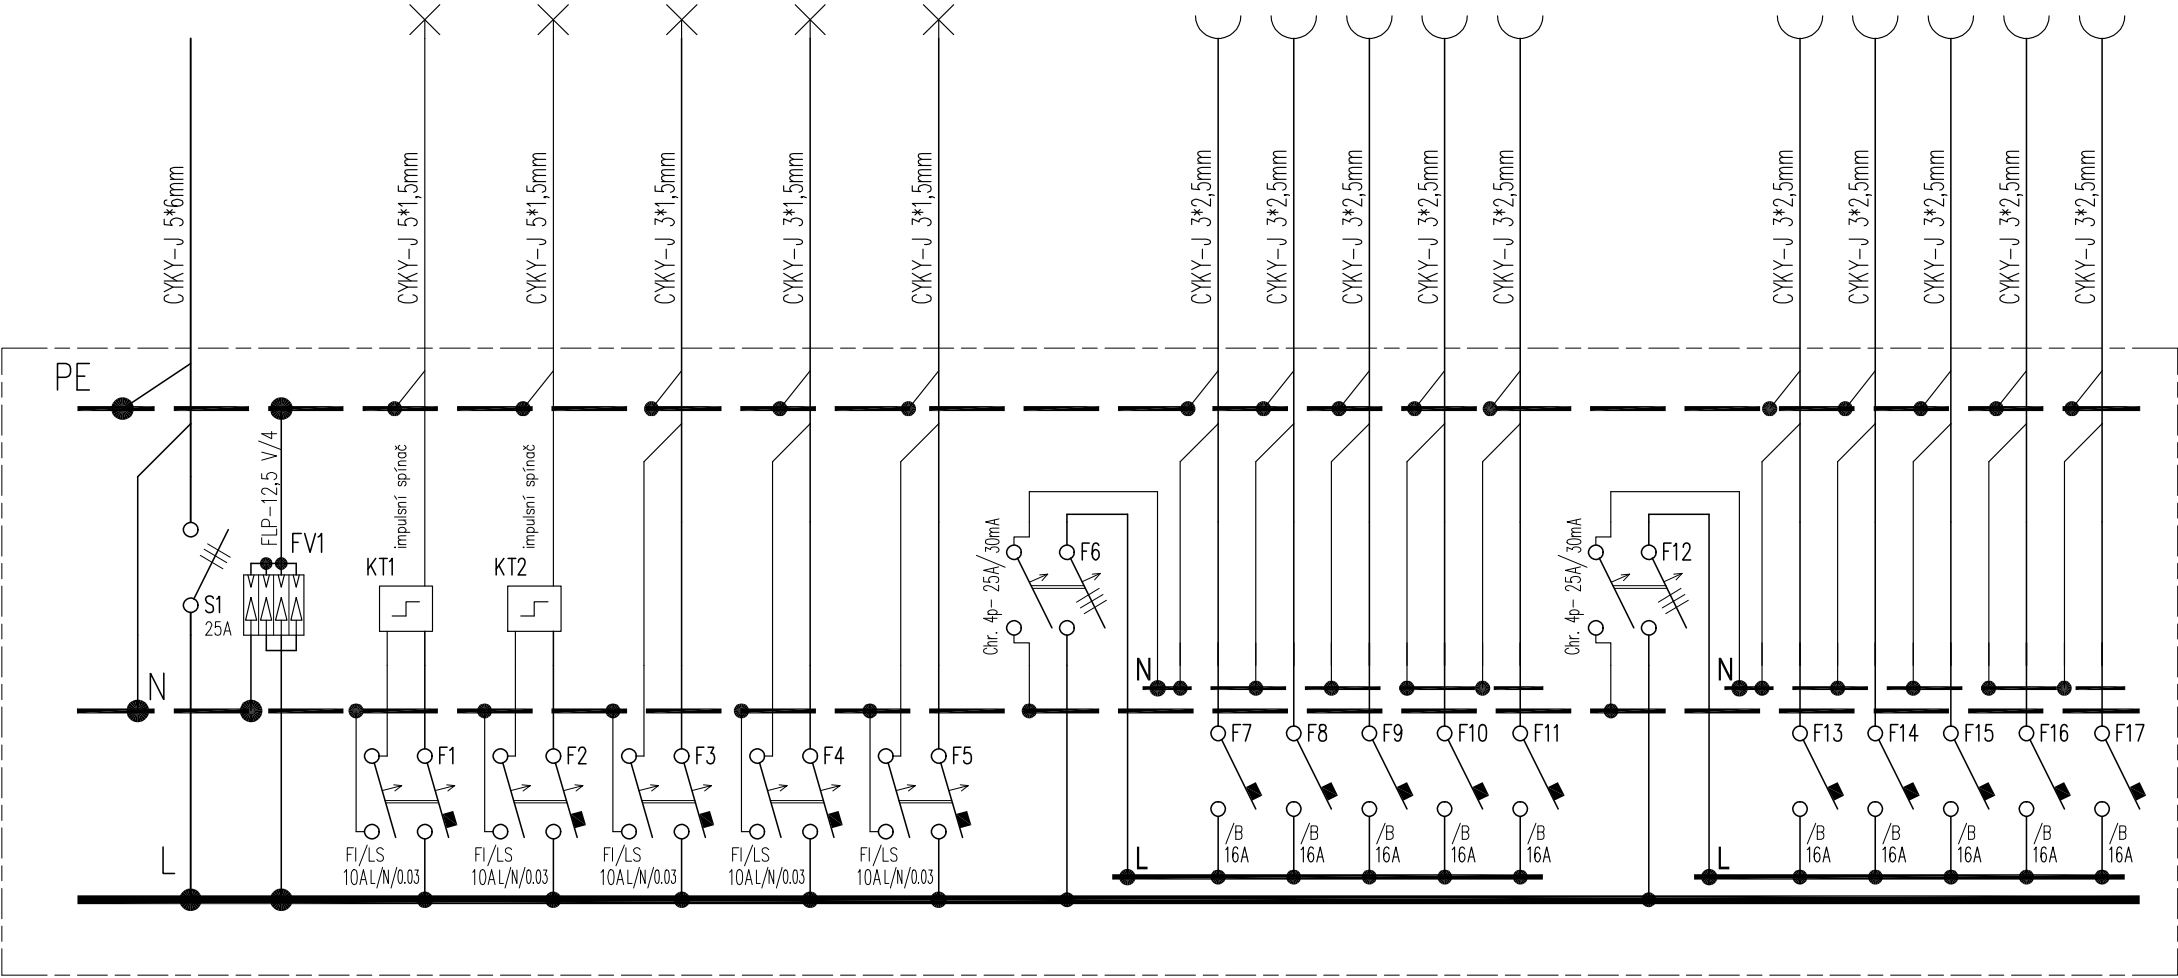 CYKY-J 5*6mm
CYKY-J 5*1,5mm
CYKY-J 5*1,5mm
CYKY-J 3*1,5mm
CYKY-J 3*1,5mm
CYKY-J 3*1,5mm
CYKY-J 3*2,5mm
CYKY-J 3*2,5mm
CYKY-J 3*2,5mm
CYKY-J 3*2,5mm
CYKY-J 3*2,5mm
CYKY-J 3*2,5mm
CYKY-J 3*2,5mm
CYKY-J 3*2,5mm
CYKY-J 3*2,5mm
CYKY-J 3*2,5mm
PE
FLP-12,5 V/4
FV1
S1
25A
impulsní spínač
KT1
impulsní spínač
KT2
Chr. 4p- 25A/30mA
F6
Chr. 4p- 25A/30mA
F12
N
N
N
F1
F2
F3
F4
F5
F7
F8
F9
F10
F11
F13
F14
F15
F16
F17
L
FI/LS
10AL/N/0.03
FI/LS
10AL/N/0.03
FI/LS
10AL/N/0.03
FI/LS
10AL/N/0.03
FI/LS
10AL/N/0.03
L
/B
16A
/B
16A
/B
16A
/B
16A
/B
16A
L
/B
16A
/B
16A
/B
16A
/B
16A
/B
16A